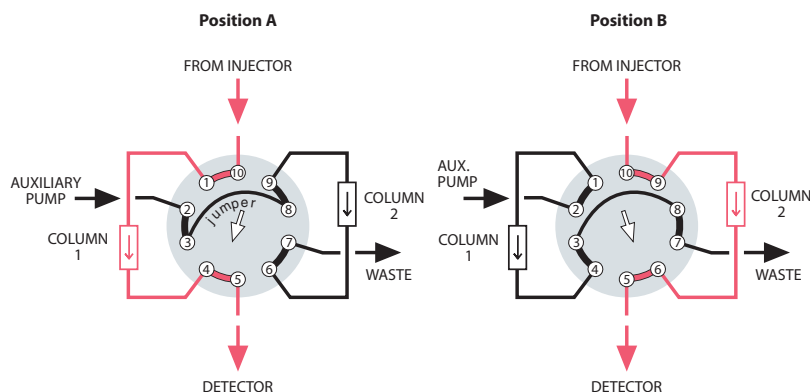 Position A
FROM INJECTOR
AUXILIARY
PUMP
COLUMN
1
COLUMN
2
WASTE
DETECTOR
jumper
1
10
9
2
8
3
7
4
5
6
Position B
FROM INJECTOR
AUX.
PUMP
COLUMN
1
COLUMN
2
WASTE
DETECTOR
10
1
9
2
8
3
7
4
5
6